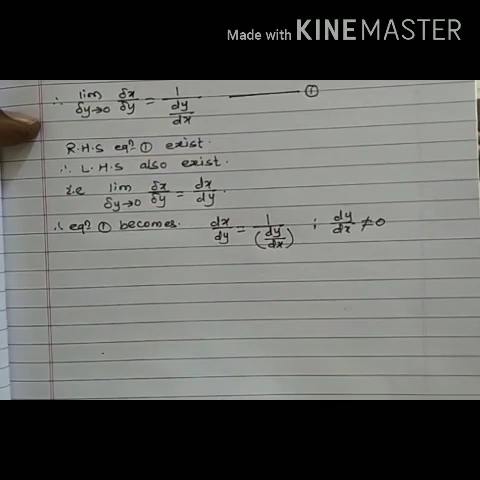 Made with KINEMASTER
∴ lim δy→0 δx/δy = 1/(dy/dx) —— ①
R.H.S eqⁿ ① exist.
∴ L.H.S also exist.
i.e lim δy→0 δx/δy = dx/dy.
∴ eqⁿ ① becomes. dx/dy = 1/(dy/dx) ; dy/dx ≠ 0